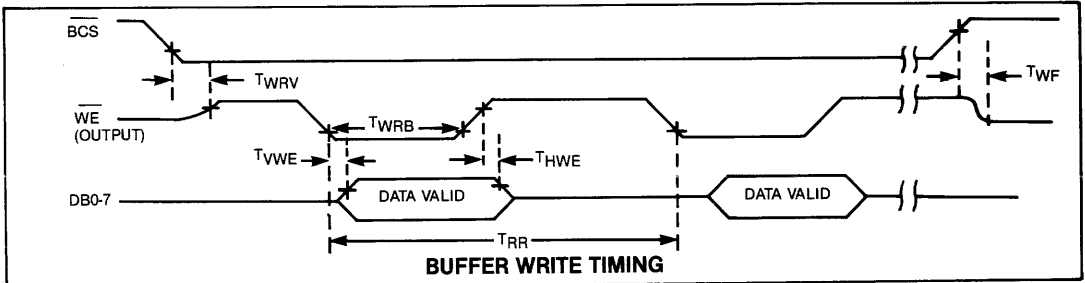 BCS
TWRV
TWF
WE
(OUTPUT)
TWRB
TVWE
THWE
DB0-7
DATA VALID
DATA VALID
TRR
BUFFER WRITE TIMING